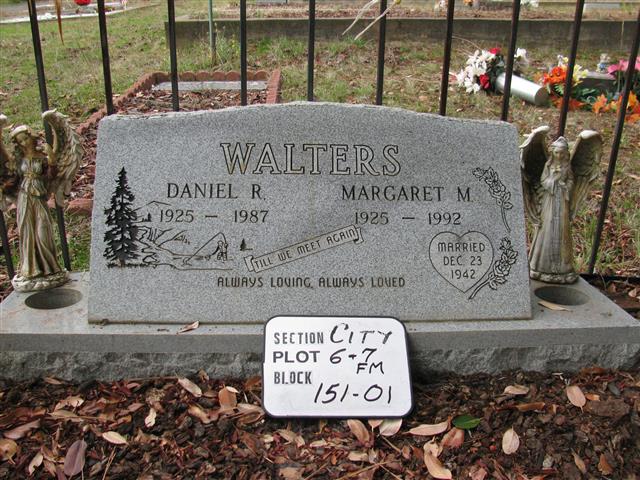 WALTERS
DANIEL R. MARGARET M.
1925 — 1987 1925 — 1992
TILL WE MEET AGAIN
MARRIED
DEC 23
1942
ALWAYS LOVING, ALWAYS LOVED
SECTION CITY
PLOT 6+7
FM
BLOCK 151-01